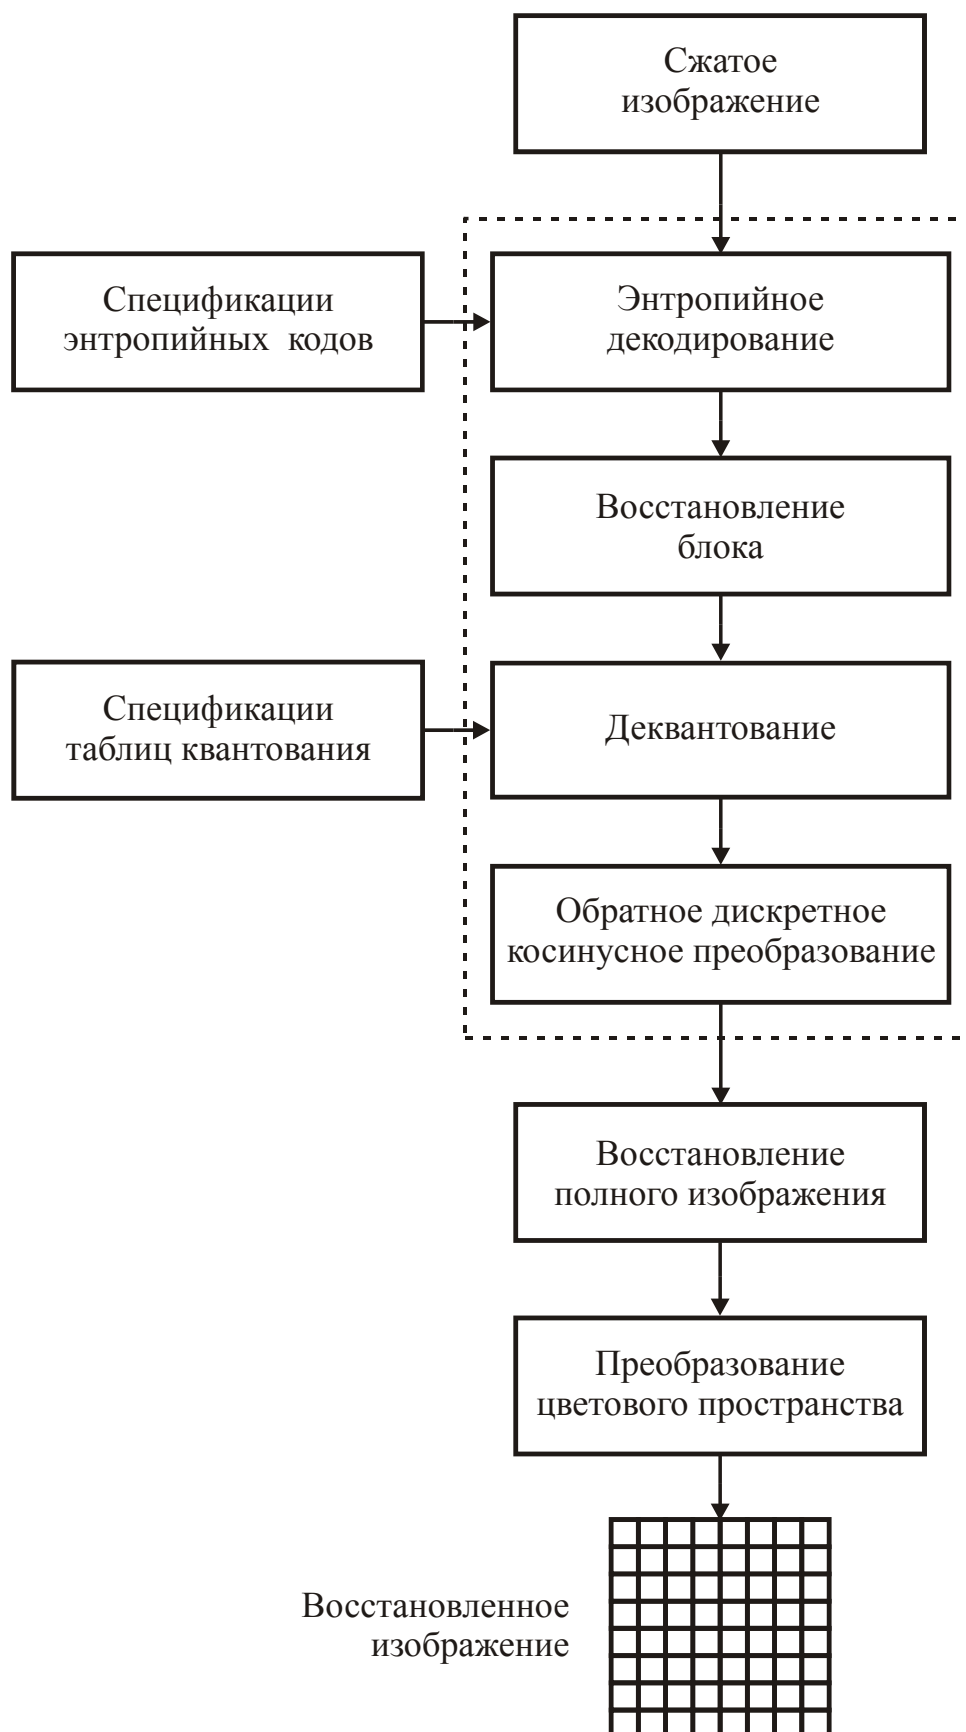 Сжатое
изображение
Спецификации
энтропийных кодов
Энтропийное
декодирование
Восстановление
блока
Спецификации
таблиц квантования
Деквантование
Обратное дискретное
косинусное преобразование
Восстановление
полного изображения
Преобразование
цветового пространства
Восстановленное
изображение